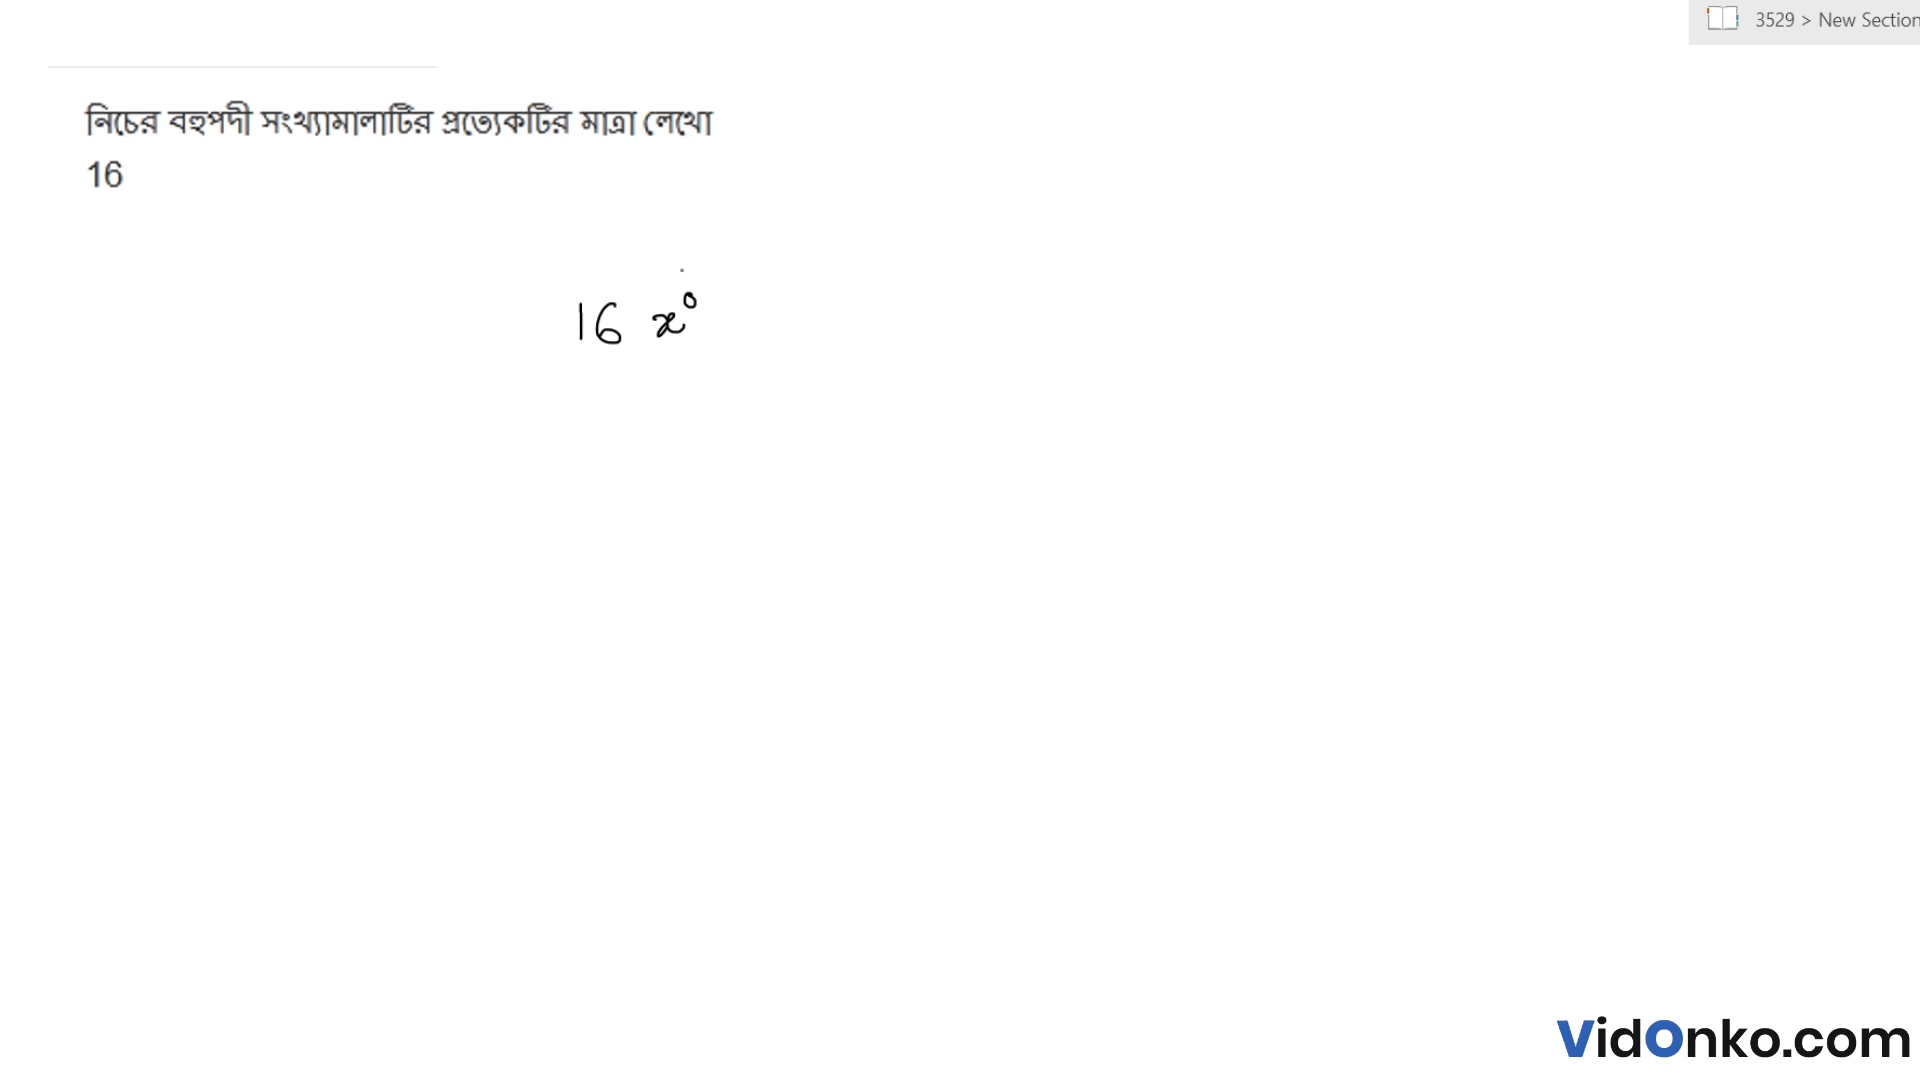 3529 > New Section
নিচের বহুপদী সংখ্যামালাটির প্রত্যেকটির মাত্রা লেখো
16
16 x⁰
VidOnko.com